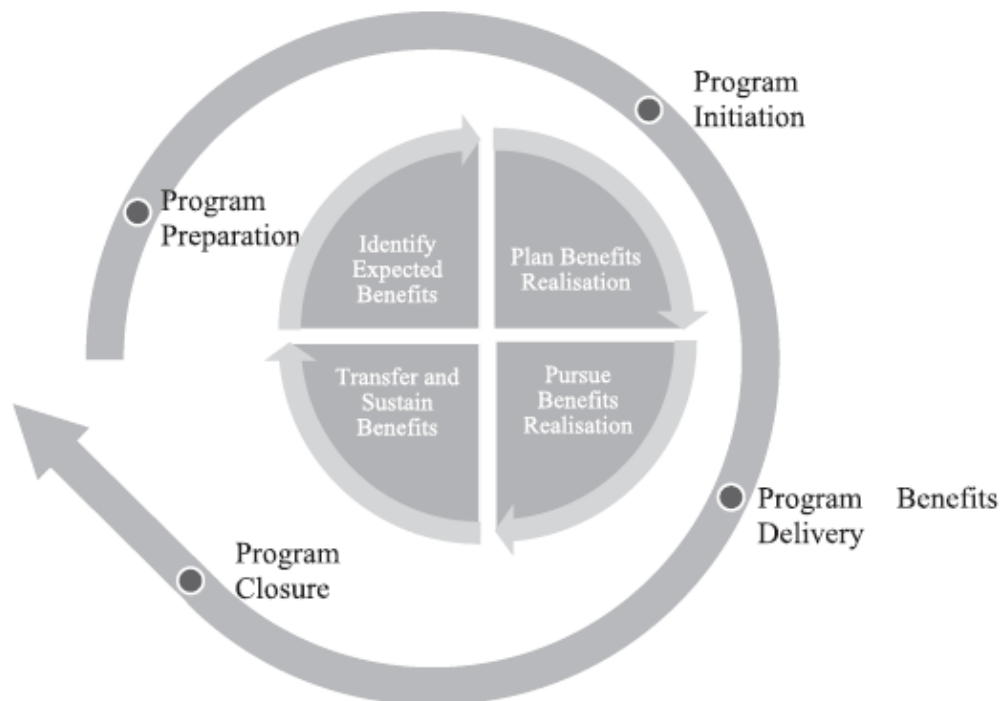 Program
Initiation
Program
Preparation
Identify
Expected
Benefits
Plan Benefits
Realisation
Transfer and
Sustain
Benefits
Pursue
Benefits
Realisation
Program Benefits
Delivery
Program
Closure